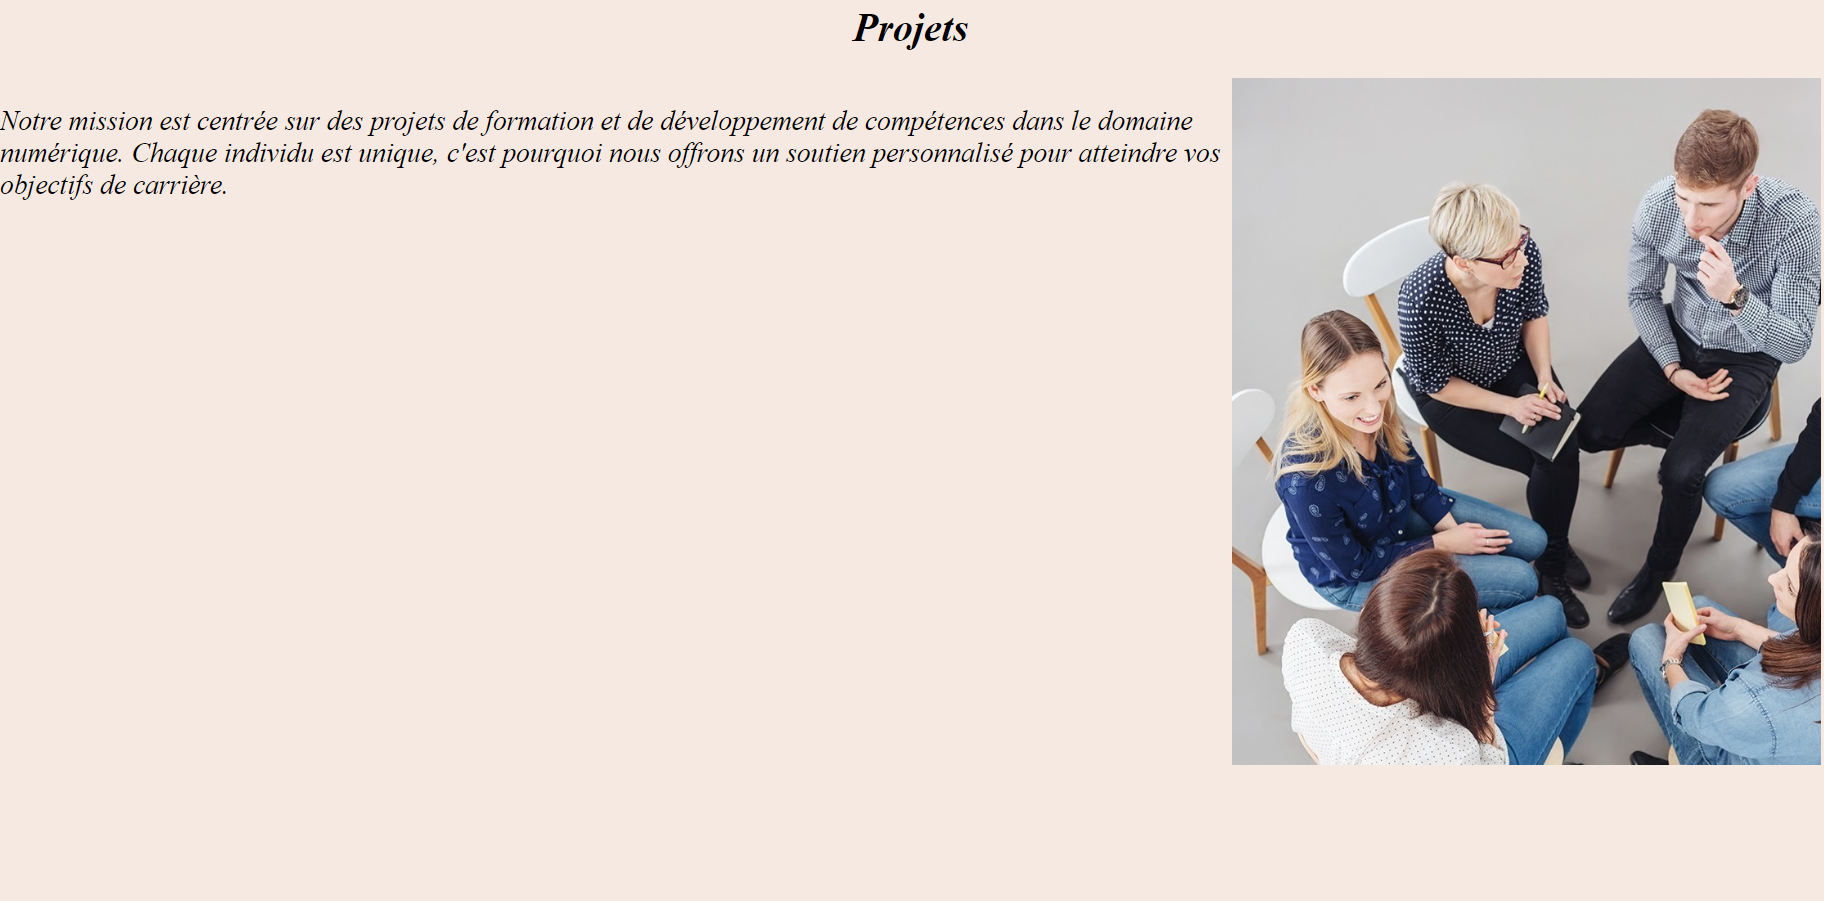 Projets
Notre mission est centrée sur des projets de formation et de développement de compétences dans le domaine
numérique. Chaque individu est unique, c'est pourquoi nous offrons un soutien personnalisé pour atteindre vos
objectifs de carrière.